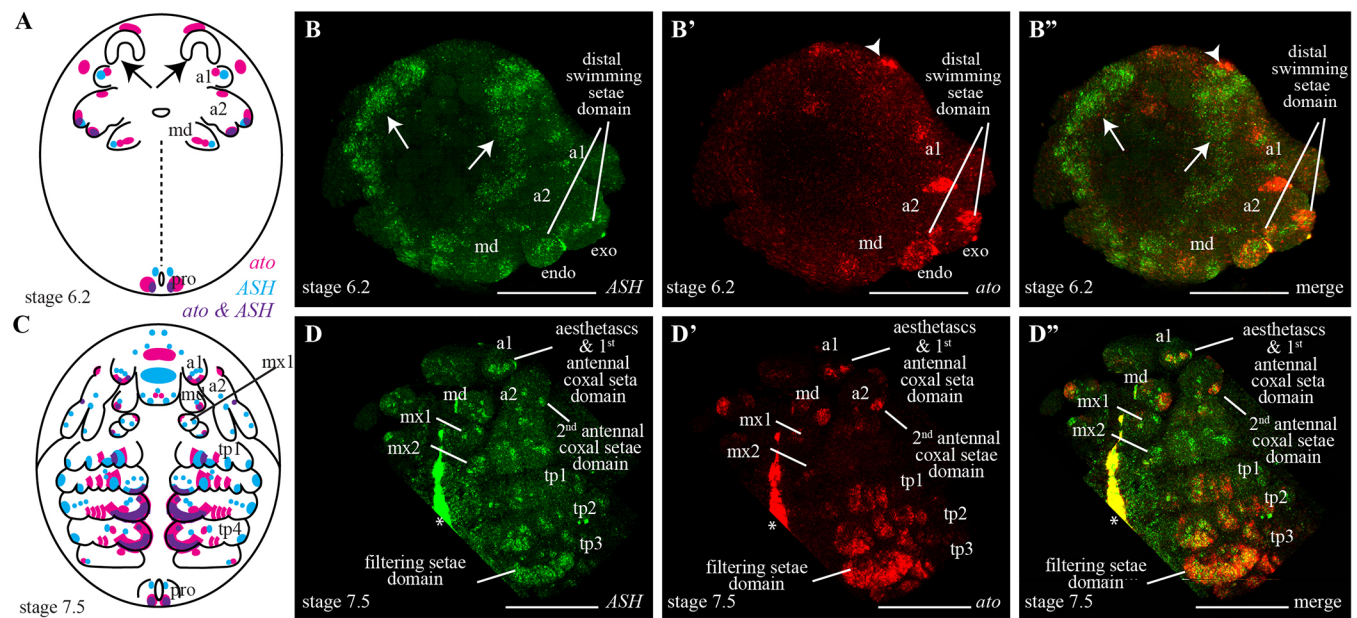 A
a1
a2
md
pro
stage 6.2
ato
ASH
ato & ASH
B
distal
swimming
setae
domain
a1
a2
md
endo
exo
stage 6.2
ASH
B’
distal
swimming
setae
domain
a1
a2
md
endo
exo
stage 6.2
ato
B’’
distal
swimming
setae
domain
a1
a2
md
endo
exo
stage 6.2
merge
C
a1
mx1
a2
md
tp1
tp4
pro
stage 7.5
D
a1
aesthetascs
& 1st
antennal
coxal seta
domain
md
a2
mx1
mx2
2nd antennal
coxal setae
domain
tp1
tp2
tp3
*
filtering setae
domain
stage 7.5
ASH
D’
a1
aesthetascs
& 1st
antennal
coxal seta
domain
md
a2
mx1
mx2
2nd antennal
coxal setae
domain
tp1
tp2
tp3
*
filtering setae
domain
stage 7.5
ato
D’’
a1
aesthetascs
& 1st
antennal
coxal seta
domain
md
a2
mx1
mx2
2nd antennal
coxal setae
domain
tp1
tp2
tp3
*
filtering setae
domain
stage 7.5
merge